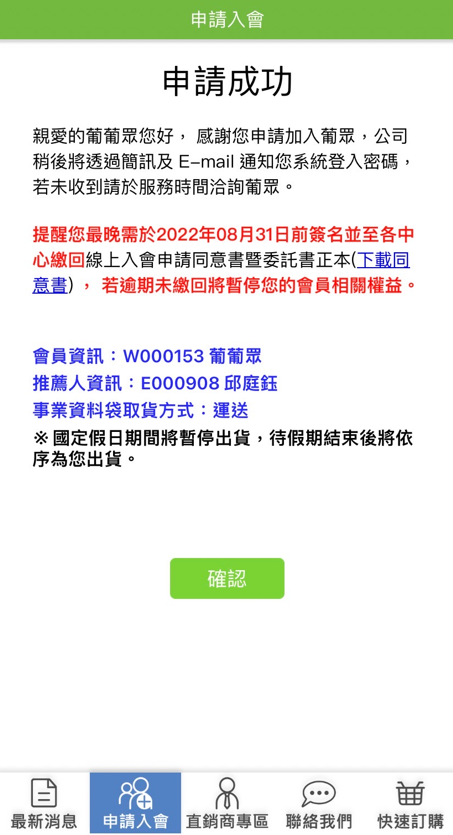 申請入會
申請成功
親愛的葡葡眾您好， 感謝您申請加入葡眾，公司
稍後將透過簡訊及 E-mail 通知您系統登入密碼，
若未收到請於服務時間洽詢葡眾。
提醒您最晚需於2022年08月31日前簽名並至各中
心繳回線上入會申請同意書暨委託書正本(下載同
意書) ， 若逾期未繳回將暫停您的會員相關權益。
會員資訊：W000153 葡葡眾
推薦人資訊：E000908 邱庭鈺
事業資料袋取貨方式：運送
※ 國定假日期間將暫停出貨，待假期結束後將依
序為您出貨。
確認
最新消息 申請入會 直銷商專區 聯絡我們 快速訂購